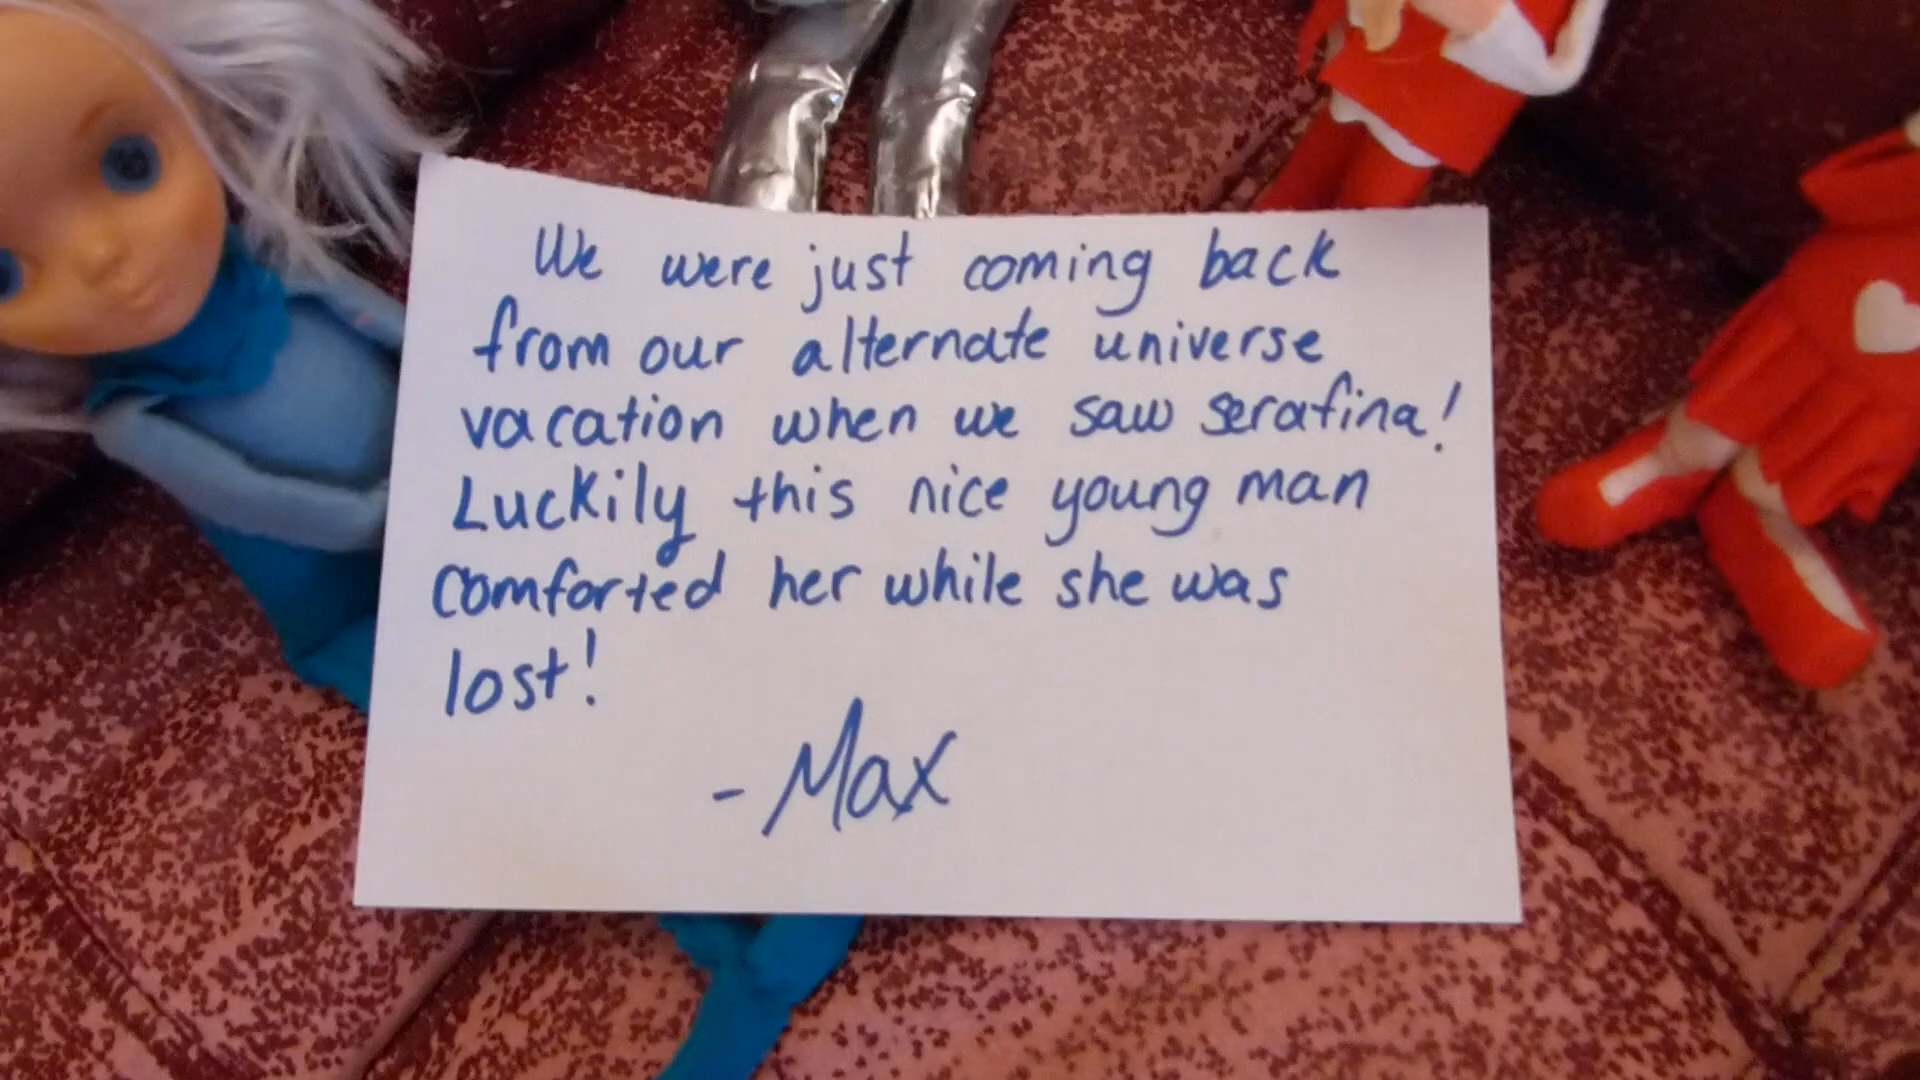 We were just coming back
from our alternate universe
vacation when we saw serafina!
Luckily this nice young man
comforted her while she was
lost!
- Max